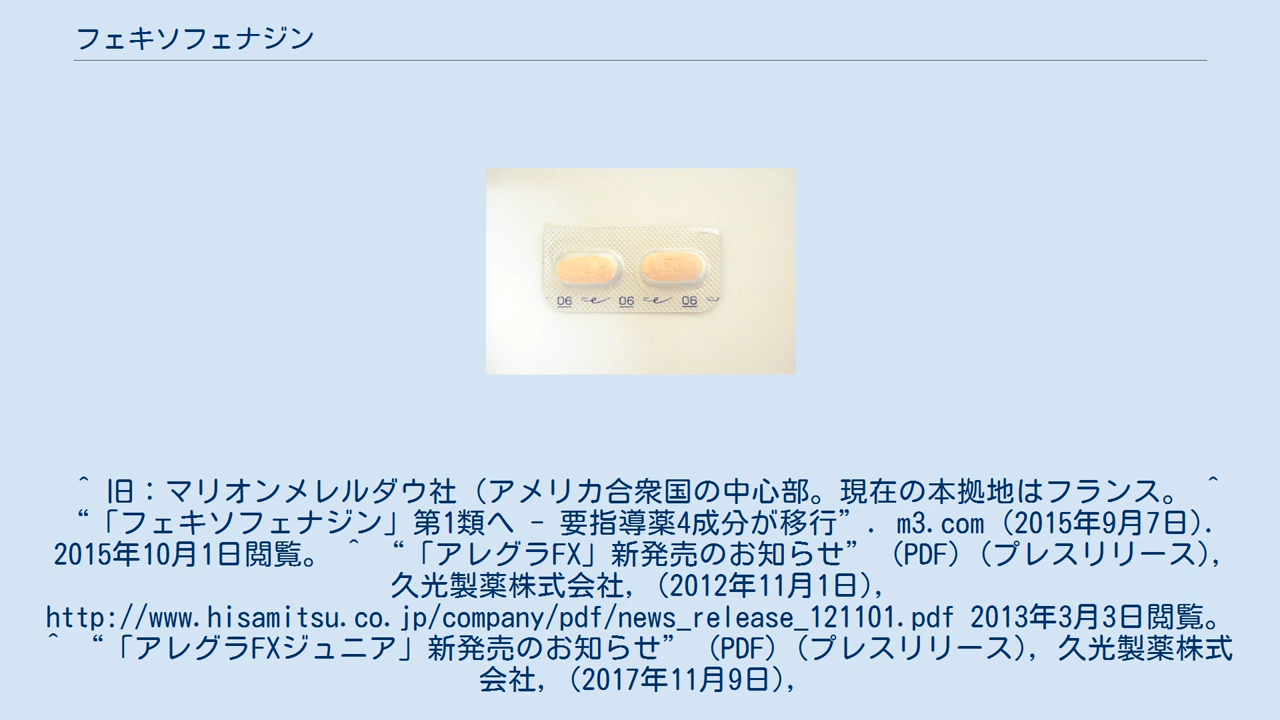 フェキソフェナジン
06 e 06 e 06
^ 旧：マリオンメレルダウ社（アメリカ合衆国の中心部。現在の本拠地はフランス。 ^
“「フェキソフェナジン」第1類へ - 要指導薬4成分が移行”. m3.com (2015年9月7日).
2015年10月1日閲覧。 ^ “「アレグラFX」新発売のお知らせ” (PDF) (プレスリリース),
久光製薬株式会社, (2012年11月1日),
http://www.hisamitsu.co.jp/company/pdf/news_release_121101.pdf 2013年3月3日閲覧。
^ “「アレグラFXジュニア」新発売のお知らせ” (PDF) (プレスリリース), 久光製薬株式
会社, (2017年11月9日),